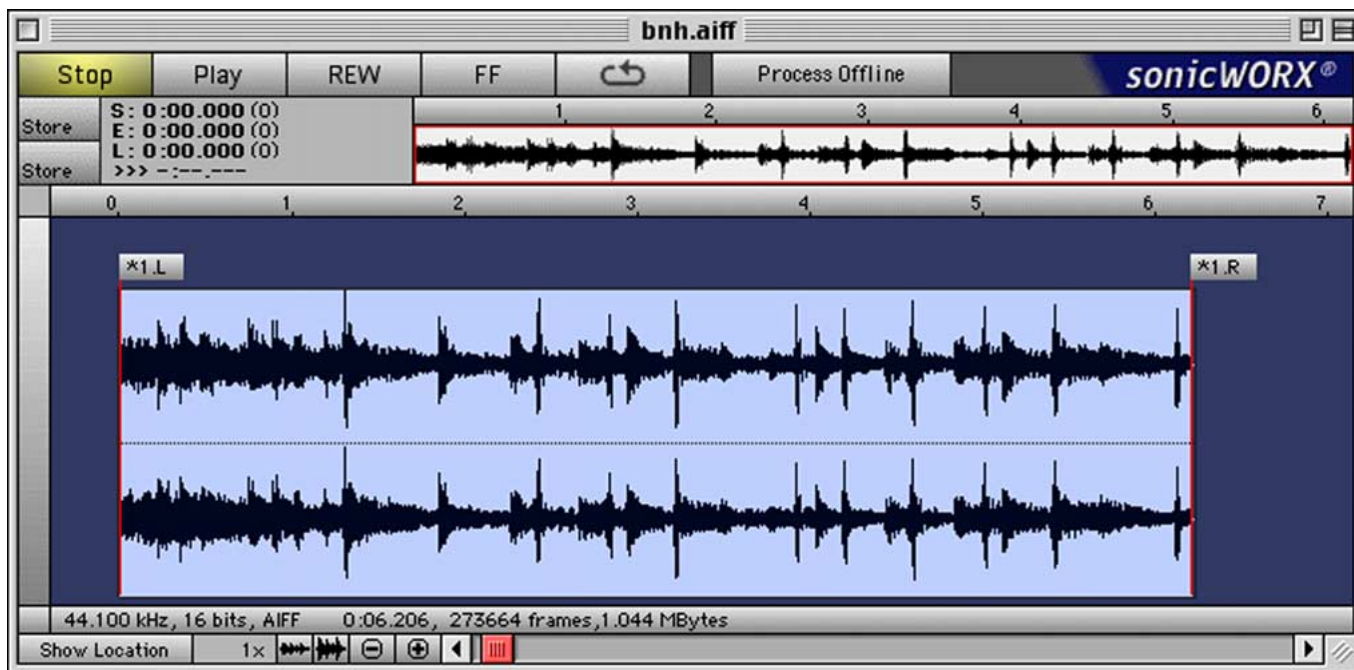 bnh.aiff
Stop Play REW FF Process Offline sonicWORX®
Store S: 0:00.000 (0)
E: 0:00.000 (0)
L: 0:00.000 (0)
Store >>> -:--.---
1 2 3 4 5 6
0 1 2 3 4 5 6 7
*1.L *1.R
44.100 kHz, 16 bits, AIFF 0:06.206, 273664 frames,1.044 MBytes
Show Location 1x